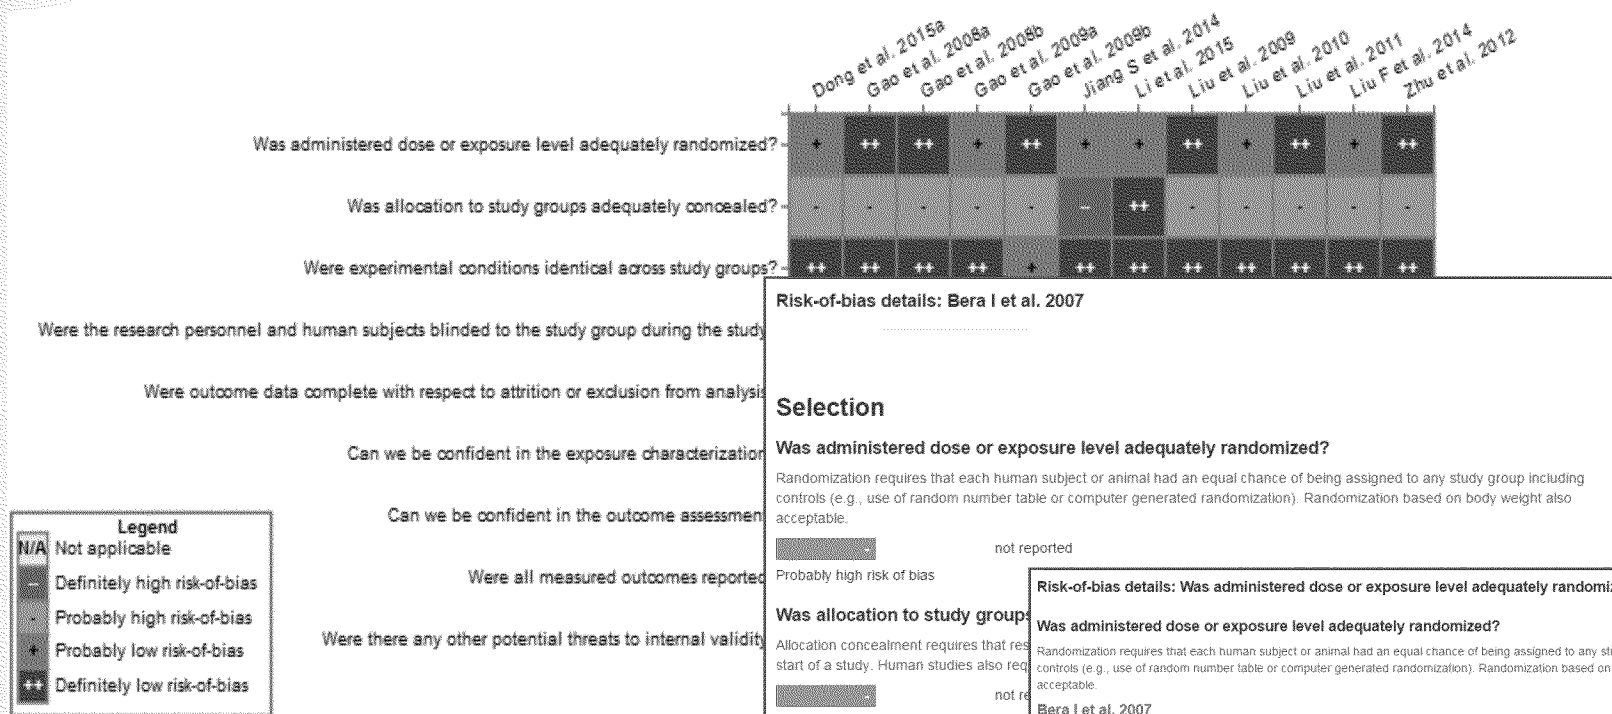 Dong et al. 2015a
Gao et al. 2008a
Gao et al. 2008b
Gao et al. 2009a
Gao et al. 2009b
Jiang S et al. 2014
Li et al. 2015
Liu et al. 2009
Liu et al. 2010
Liu et al. 2011
Liu F et al. 2014
Zhu et al. 2012
Was administered dose or exposure level adequately randomized? + ++ ++ + ++ + + ++ + ++ + ++
Was allocation to study groups adequately concealed? - - - - - – ++ - - - - -
Were experimental conditions identical across study groups? ++ ++ ++ ++ + ++ ++ ++ ++ ++ ++ ++
Were the research personnel and human subjects blinded to the study group during the study
Were outcome data complete with respect to attrition or exclusion from analysis
Can we be confident in the exposure characterization
Can we be confident in the outcome assessmen
Were all measured outcomes reported
Were there any other potential threats to internal validity
Legend
N/A Not applicable
– Definitely high risk-of-bias
- Probably high risk-of-bias
+ Probably low risk-of-bias
++ Definitely low risk-of-bias
Risk-of-bias details: Bera I et al. 2007
Selection
Was administered dose or exposure level adequately randomized?
Randomization requires that each human subject or animal had an equal chance of being assigned to any study group including
controls (e.g., use of random number table or computer generated randomization). Randomization based on body weight also
acceptable.
- not reported
Probably high risk of bias
Was allocation to study groups
Allocation concealment requires that res
start of a study. Human studies also req
- not re
Risk-of-bias details: Was administered dose or exposure level adequately randomiz
Was administered dose or exposure level adequately randomized?
Randomization requires that each human subject or animal had an equal chance of being assigned to any stu
controls (e.g., use of random number table or computer generated randomization). Randomization based on
acceptable.
Bera I et al. 2007